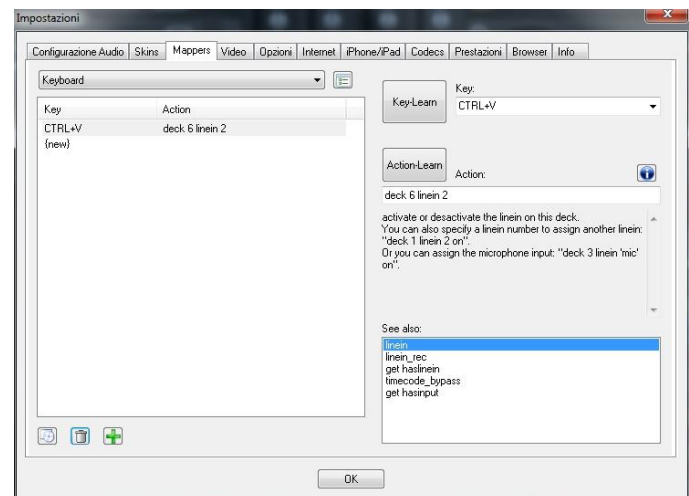 Impostazioni
Configurazione Audio Skins Mappers Video Opzioni Internet iPhone/iPad Codecs Prestazioni Browser Info
Keyboard
Key Action
CTRL+V deck 6 linein 2
{new}
Key-Learn
Key:
CTRL+V
Action-Learn
Action:
deck 6 linein 2
activate or desactivate the linein on this deck.
You can also specify a linein number to assign another linein:
"deck 1 linein 2 on".
Or you can assign the microphone input: "deck 3 linein 'mic'
on".
See also:
linein
linein_rec
get haslinein
timecode_bypass
get hasinput
OK